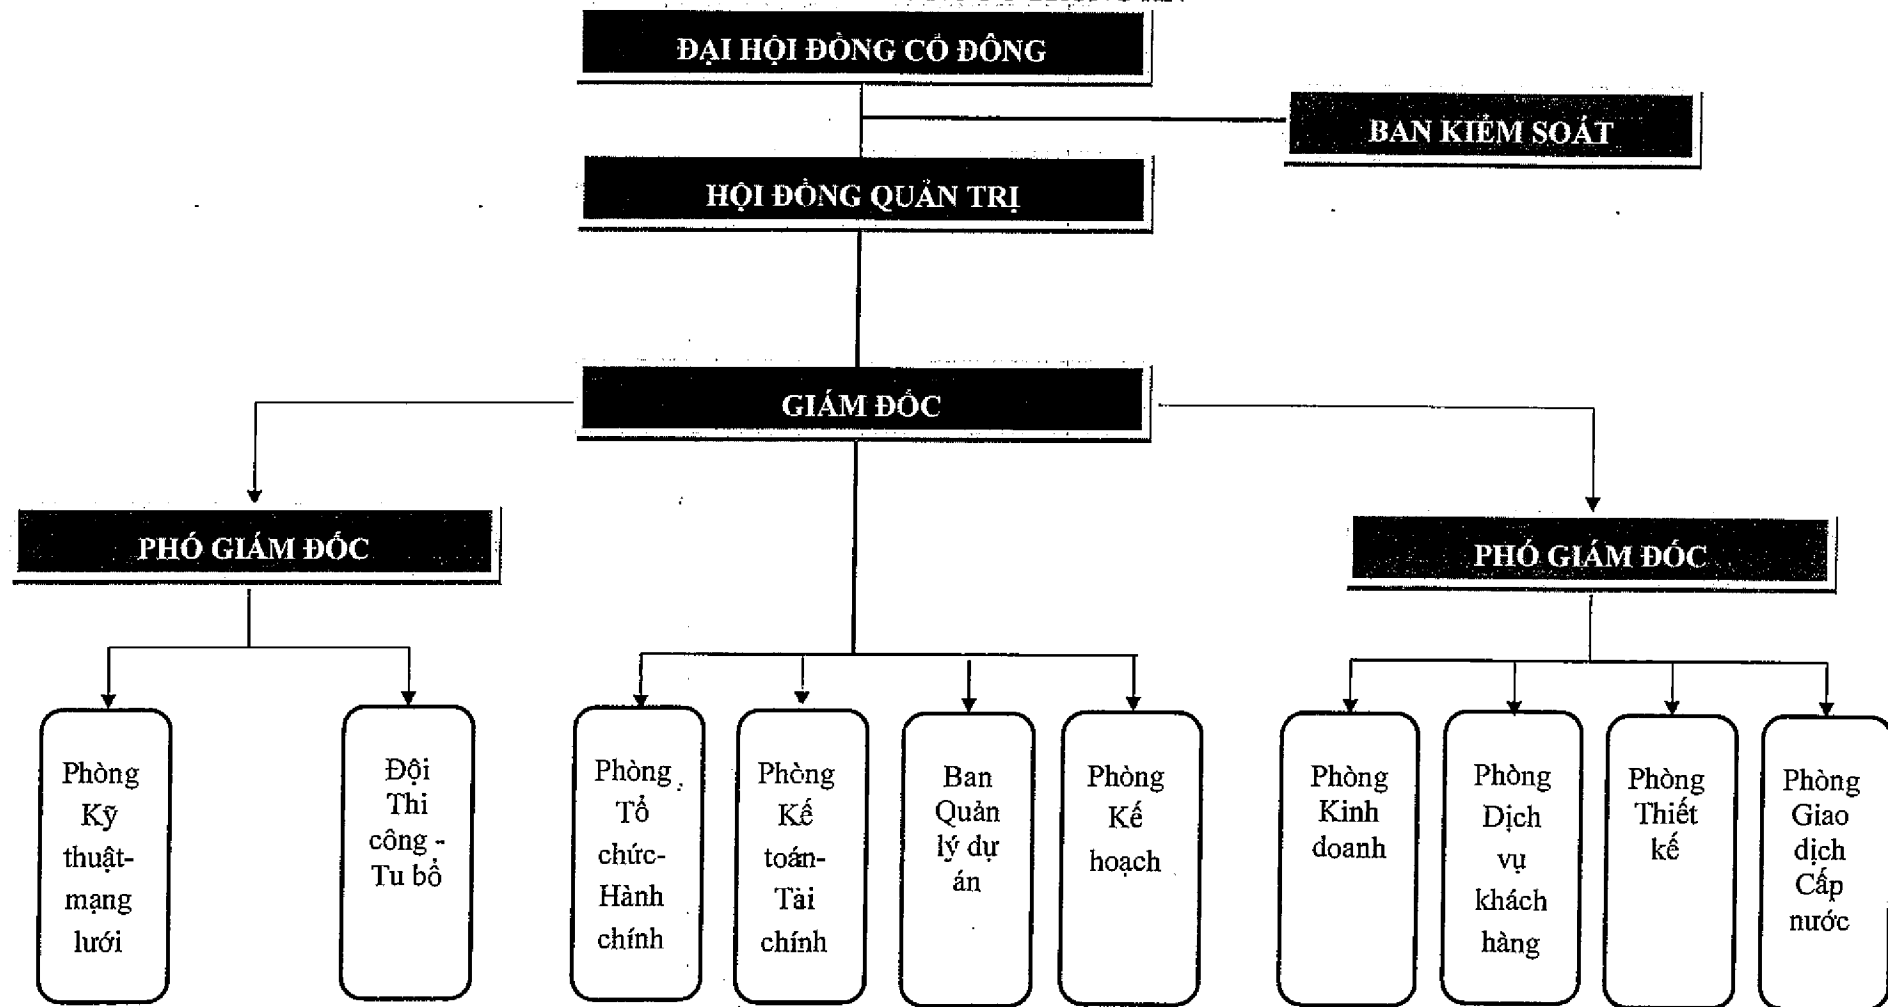 ĐẠI HỘI ĐỒNG CỔ ĐÔNG
BAN KIỂM SOÁT
HỘI ĐỒNG QUẢN TRỊ
GIÁM ĐỐC
PHÓ GIÁM ĐỐC
PHÓ GIÁM ĐỐC
Phòng
Kỹ
thuật-
mạng
lưới
Đội
Thi
công -
Tu bổ
Phòng
Tổ
chức-
Hành
chính
Phòng
Kế
toán-
Tài
chính
Ban
Quản
lý dự
án
Phòng
Kế
hoạch
Phòng
Kinh
doanh
Phòng
Dịch
vụ
khách
hàng
Phòng
Thiết
kế
Phòng
Giao
dịch
Cấp
nước